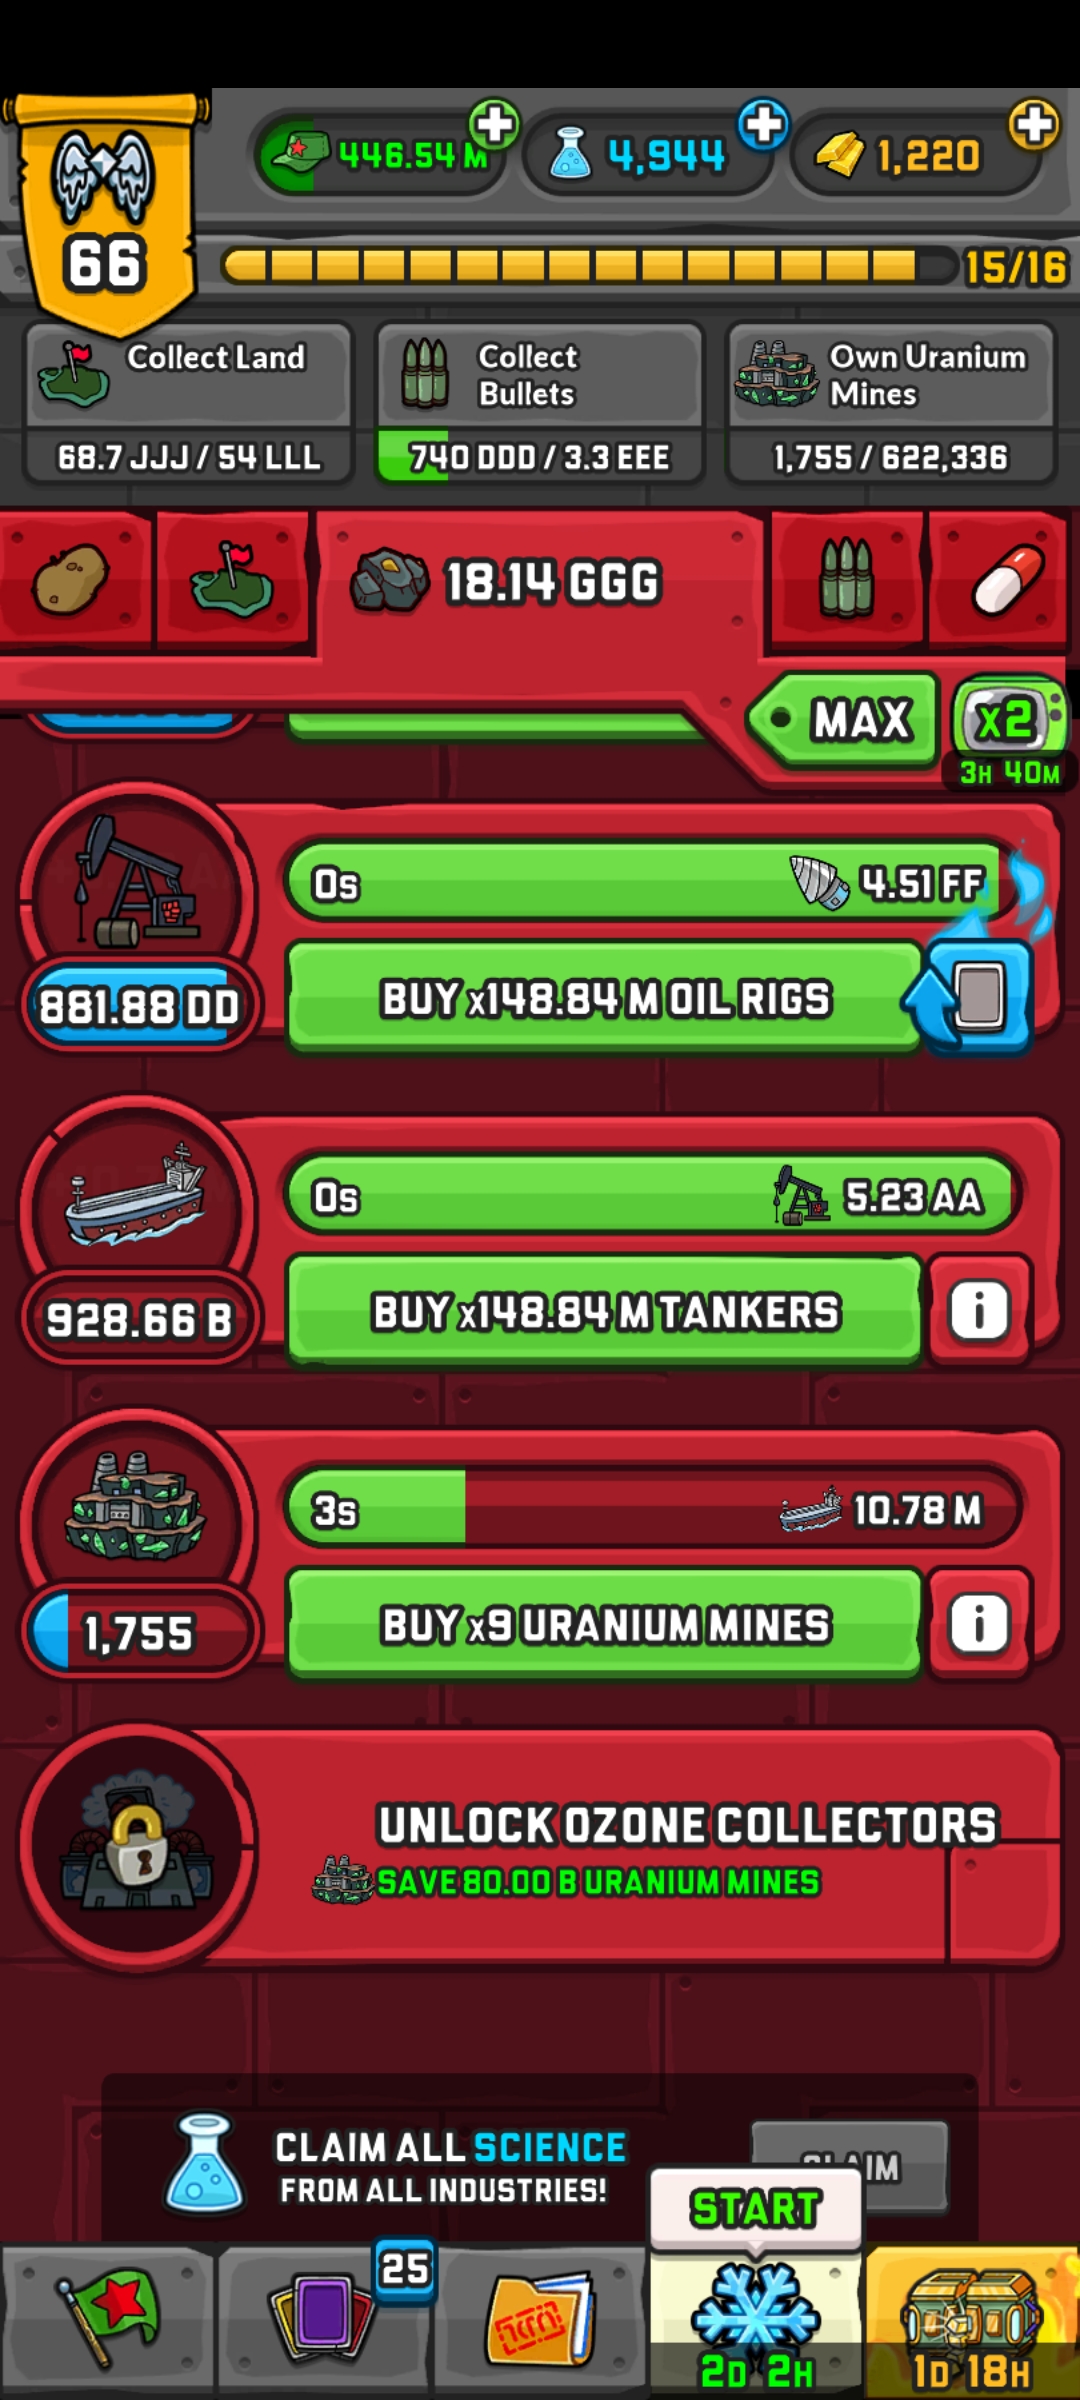 446.54 M
4,944
1,220
66
15/16
Collect Land
Collect
Bullets
Own Uranium
Mines
68.7 JJJ / 54 LLL
740 DDD / 3.3 EEE
1,755 / 622,336
18.14 GGG
MAX
x2
3H 40M
0s
4.51 FF
881.88 DD
BUY x148.84 M OIL RIGS
0s
5.23 AA
928.66 B
BUY x148.84 M TANKERS
i
3s
10.78 M
1,755
BUY x9 URANIUM MINES
i
UNLOCK OZONE COLLECTORS
SAVE 80.00 B URANIUM MINES
CLAIM ALL SCIENCE
FROM ALL INDUSTRIES!
CLAIM
START
25
2D 2H
1D 18H